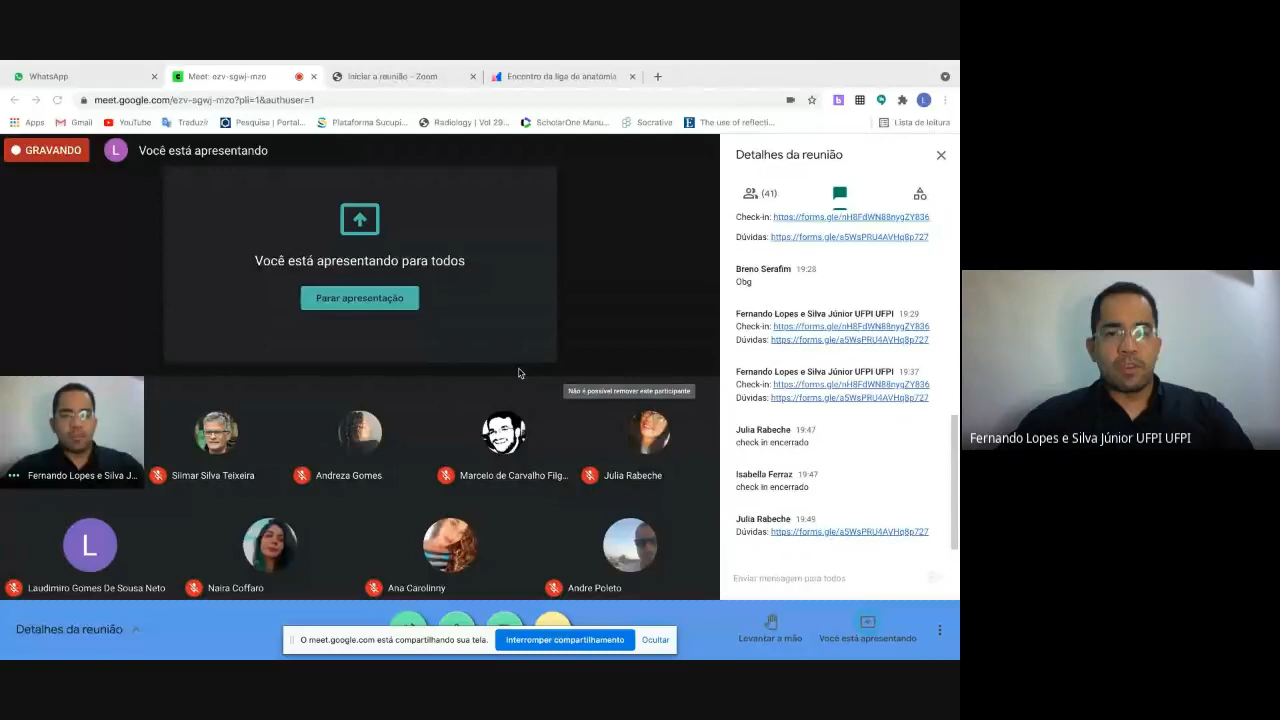 WhatsApp
Meet: ezv-sgwj-mzo
Iniciar a reunião - Zoom
Encontro da liga de anatomia
meet.google.com/ezv-sgwj-mzo?pli=1&authuser=1
Apps
Gmail
YouTube
Traduzir
Pesquisa | Portal...
Plataforma Sucupi...
Radiology | Vol 29...
ScholarOne Manu...
Socrative
The use of reflecti...
Lista de leitura
GRAVANDO
L
Você está apresentando
Você está apresentando para todos
Parar apresentação
Não é possível remover este participante
Fernando Lopes e Silva J...
Silmar Silva Teixeira
Andreza Gomes
Marcelo de Carvalho Filg...
Julia Rabeche
L
Laudimiro Gomes De Sousa Neto
Naira Coffaro
Ana Carolinny
Andre Poleto
Detalhes da reunião
(41)
Check-in: https://forms.gle/nH8FdWN88nygZY836
Dúvidas: https://forms.gle/a5WsPRU4AVHq8p727
Breno Serafim 19:28
Obg
Fernando Lopes e Silva Júnior UFPI UFPI 19:29
Check-in: https://forms.gle/nH8FdWN88nygZY836
Dúvidas: https://forms.gle/a5WsPRU4AVHq8p727
Fernando Lopes e Silva Júnior UFPI UFPI 19:37
Check-in: https://forms.gle/nH8FdWN88nygZY836
Dúvidas: https://forms.gle/a5WsPRU4AVHq8p727
Julia Rabeche 19:47
check in encerrado
Isabella Ferraz 19:47
check in encerrado
Julia Rabeche 19:49
Dúvidas: https://forms.gle/a5WsPRU4AVHq8p727
Enviar mensagem para todos
Detalhes da reunião
O meet.google.com está compartilhando sua tela.
Interromper compartilhamento
Ocultar
Levantar a mão
Você está apresentando
Fernando Lopes e Silva Júnior UFPI UFPI